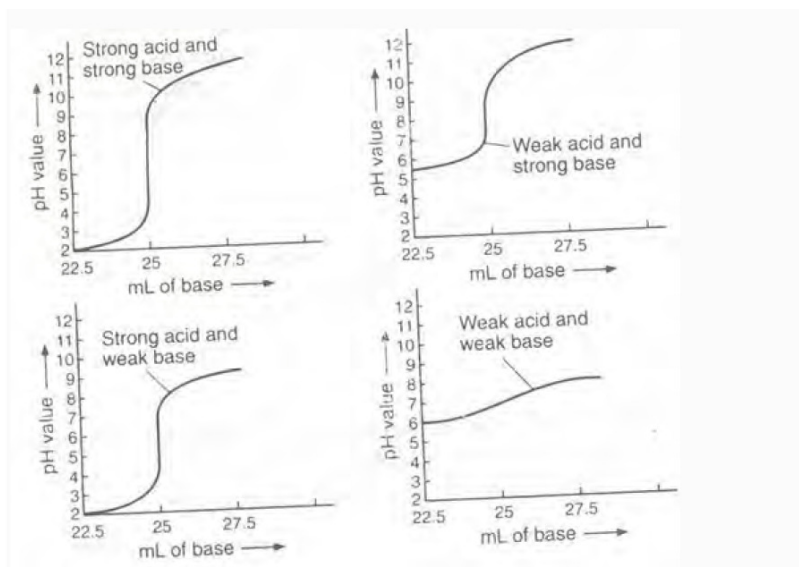 12
11
10
9
8
7
6
5
4
3
2
pH value
Strong acid and
strong base
22.5 25 27.5
mL of base
12
11
10
9
8
7
6
5
4
3
2
pH value
Weak acid and
strong base
22.5 25 27.5
mL of base
12
11
10
9
8
7
6
5
4
3
2
pH value
Strong acid and
weak base
22.5 25 27.5
mL of base
12
11
10
9
8
7
6
5
4
3
2
pH value
Weak acid and
weak base
22.5 25 27.5
mL of base